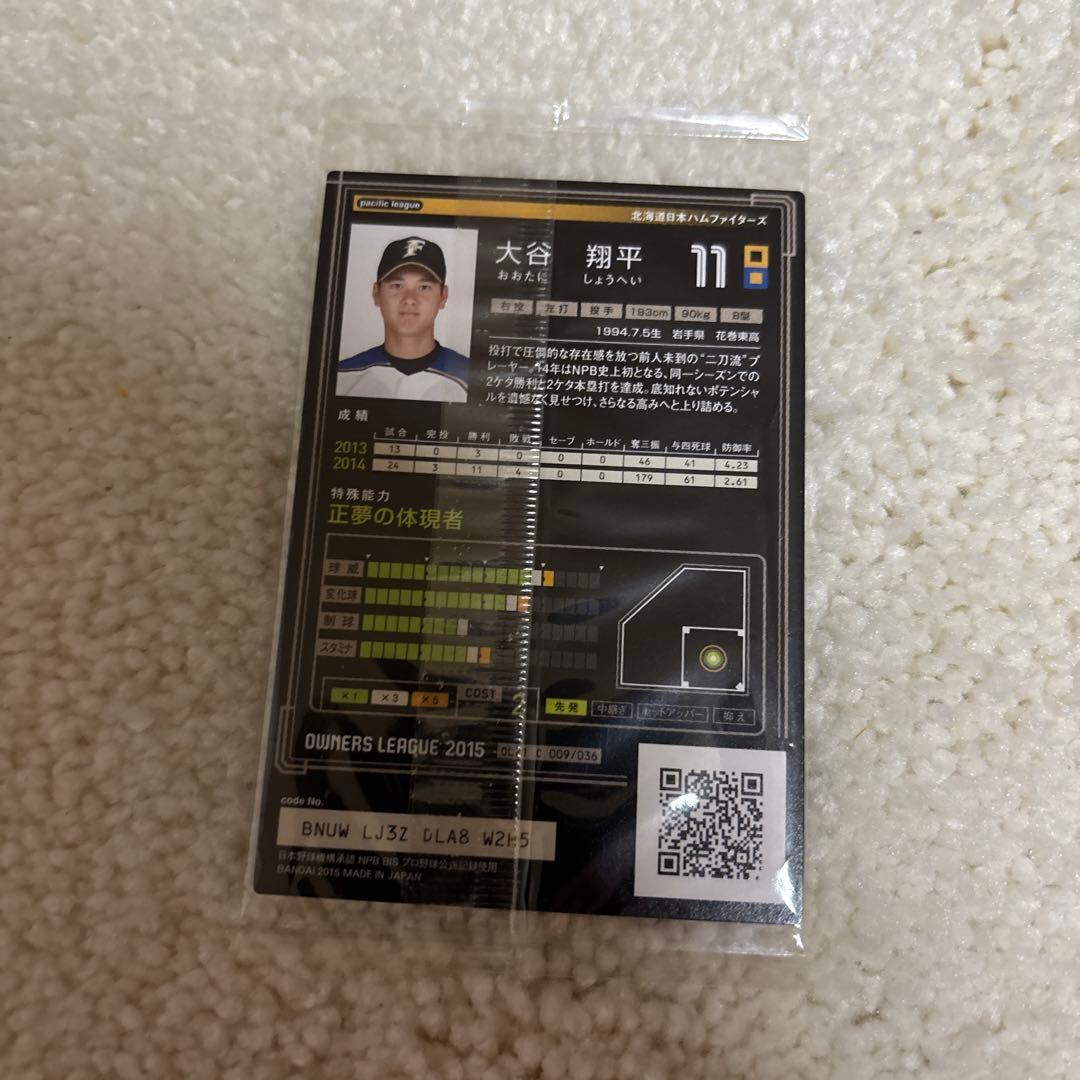 pacific league
北海道日本ハムファイターズ
F
大谷 翔平 11
おおたに しょうへい
右投 左打 投手 193cm 90kg B型
1994.7.5生 岩手県 花巻東高
投打で圧倒的な存在感を放つ前人未到の“二刀流”プ
レーヤー。14年はNPB史上初となる、同一シーズンでの
2ケタ勝利と2ケタ本塁打を達成。底知れないポテンシャ
ルを遺憾なく見せつけ、さらなる高みへと上り詰める。
成績
試合 完投 勝利 敗戦 セーブ ホールド 奪三振 与四死球 防御率
2013 13 0 3 0 0 0 46 41 4.23
2014 24 3 11 4 0 0 179 61 2.61
特殊能力
正夢の体現者
球威
変化球
制球
スタミナ
×1 ×3 ×5 COST 先発 中継ぎ セットアッパー 抑え
OWNERS LEAGUE 2015 009/036
code No.
BNUW LJ3Z DLA8
日本野球機構承認 NPB BIS プロ野球公式記録使用
BANDAI 2015 MADE IN JAPAN